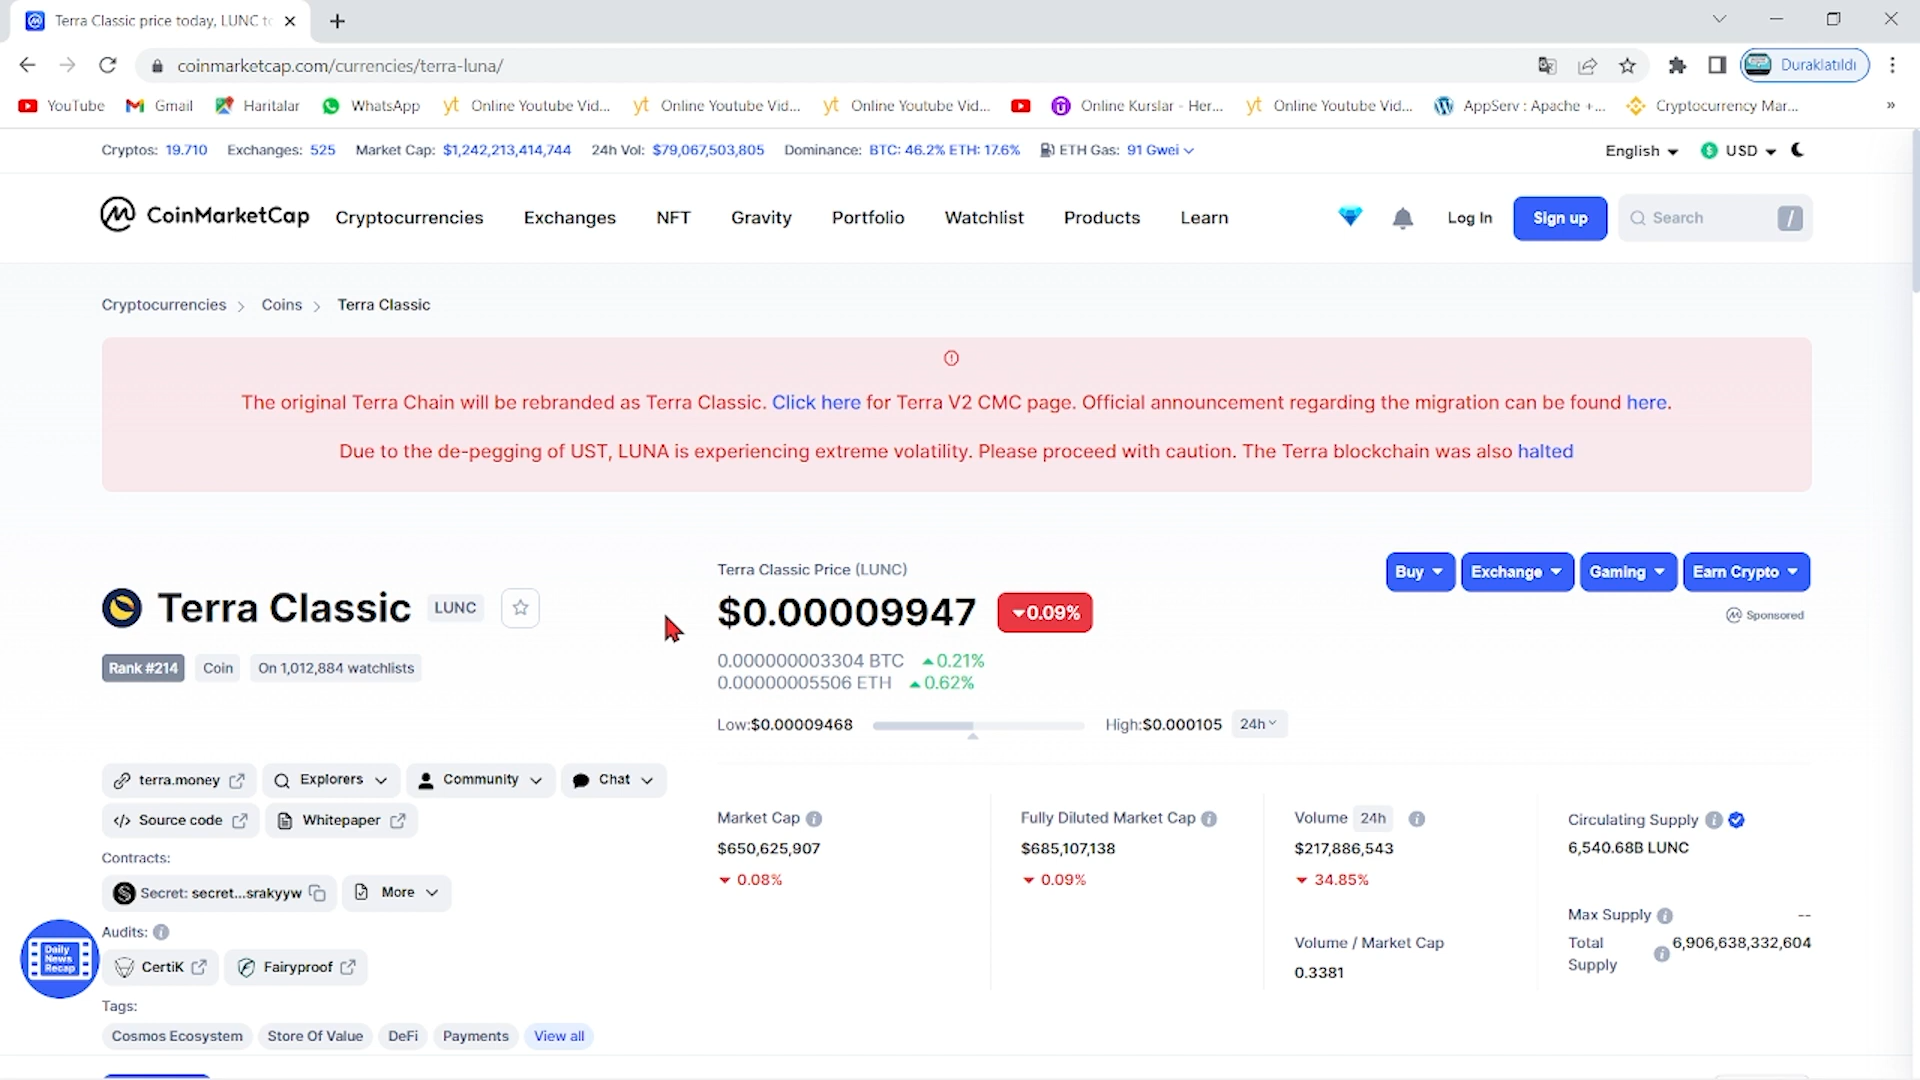 Terra Classic price today, LUNC to
coinmarketcap.com/currencies/terra-luna/
Duraklatıldı
YouTube Gmail Haritalar WhatsApp Online Youtube Vid... Online Youtube Vid... Online Youtube Vid... Online Kurslar - Her... Online Youtube Vid... AppServ : Apache +... Cryptocurrency Mar... »
Cryptos: 19.710 Exchanges: 525 Market Cap: $1,242,213,414,744 24h Vol: $79,067,503,805 Dominance: BTC: 46.2% ETH: 17.6% ETH Gas: 91 Gwei English USD
CoinMarketCap Cryptocurrencies Exchanges NFT Gravity Portfolio Watchlist Products Learn Log In Sign up Search /
Cryptocurrencies > Coins > Terra Classic
The original Terra Chain will be rebranded as Terra Classic. Click here for Terra V2 CMC page. Official announcement regarding the migration can be found here.
Due to the de-pegging of UST, LUNA is experiencing extreme volatility. Please proceed with caution. The Terra blockchain was also halted
Terra Classic Price (LUNC)
Buy Exchange Gaming Earn Crypto
Terra Classic LUNC
$0.00009947 0.09%
Sponsored
Rank #214 Coin On 1,012,884 watchlists
0.000000003304 BTC 0.21%
0.00000005506 ETH 0.62%
Low:$0.00009468 High:$0.000105 24h
terra.money Explorers Community Chat
Source code Whitepaper
Contracts:
Secret: secret...srakyyw More
Audits:
CertiK Fairyproof
Tags:
Cosmos Ecosystem Store Of Value DeFi Payments View all
Daily
News
Recap
Market Cap
$650,625,907
0.08%
Fully Diluted Market Cap
$685,107,138
0.09%
Volume 24h
$217,886,543
34.85%
Volume / Market Cap
0.3381
Circulating Supply
6,540.68B LUNC
Max Supply --
Total 6,906,638,332,604
Supply